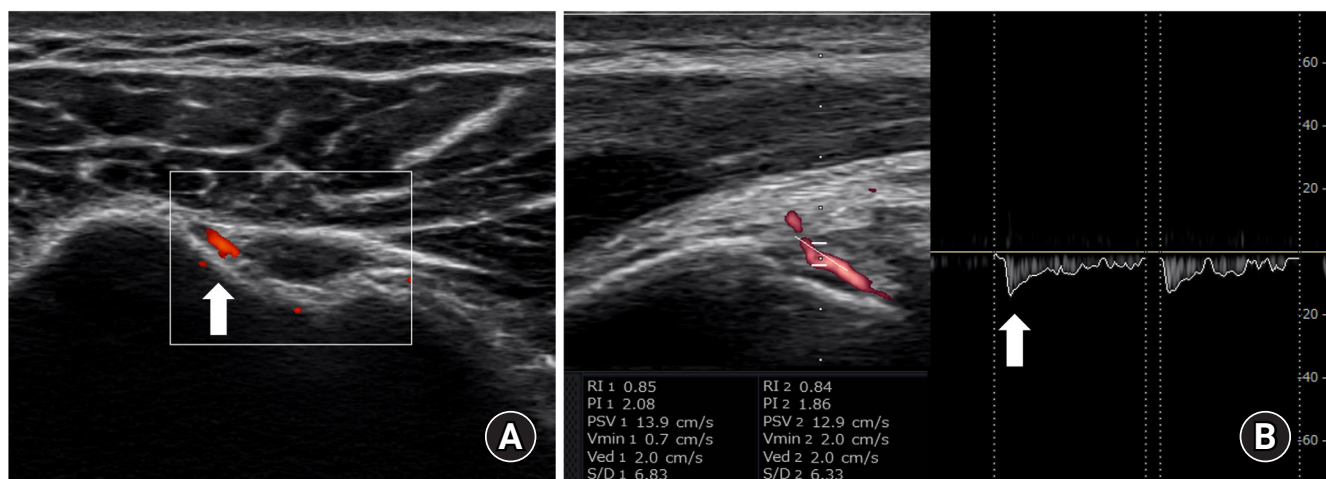 A
RI 1 0.85
PI 1 2.08
PSV 1 13.9 cm/s
Vmin 1 0.7 cm/s
Ved 1 2.0 cm/s
S/D 1 6.83
RI 2 0.84
PI 2 1.86
PSV 2 12.9 cm/s
Vmin 2 2.0 cm/s
Ved 2 2.0 cm/s
S/D 2 6.33
60
40
20
-20
-40
-60
B